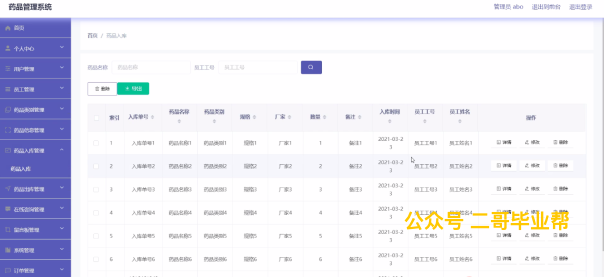 药品管理系统
管理员 abo 退出到前台 退出登录
首页
个人中心
用户管理
员工管理
药品类别管理
药品信息管理
药品入库管理
药品入库
药品出库管理
在线咨询管理
留言板管理
系统管理
订单管理
首页 / 药品入库
药品名称 药品名称 员工工号 员工工号
删除 导出
索引 入库单号 药品名称 药品类别 规格 厂家 数量 备注 入库时间 员工工号 员工姓名 操作
1 入库单号1 药品名称1 药品类别1 规格1 厂家1 1 备注1 2021-03-23 员工工号1 员工姓名1 详情 修改 删除
2 入库单号2 药品名称2 药品类别2 规格2 厂家2 2 备注2 2021-03-23 员工工号2 员工姓名2 详情 修改 删除
3 入库单号3 药品名称3 药品类别3 规格3 厂家3 3 备注3 2021-03-23 员工工号3 员工姓名3 详情 修改 删除
4 入库单号4 药品名称4 药品类别4 规格4 厂家4 4 备注4 2021-03-23 员工工号4 员工姓名4 详情 修改 删除
5 入库单号5 药品名称5 药品类别5 规格5 厂家5 5 备注5 2021-03-23 员工工号5 员工姓名5 详情 修改 删除
6 入库单号6 药品名称6 药品类别6 规格6 厂家6 6 备注6 2021-03-23 员工工号6 员工姓名6 详情 修改 删除
公众号 二哥毕业帮